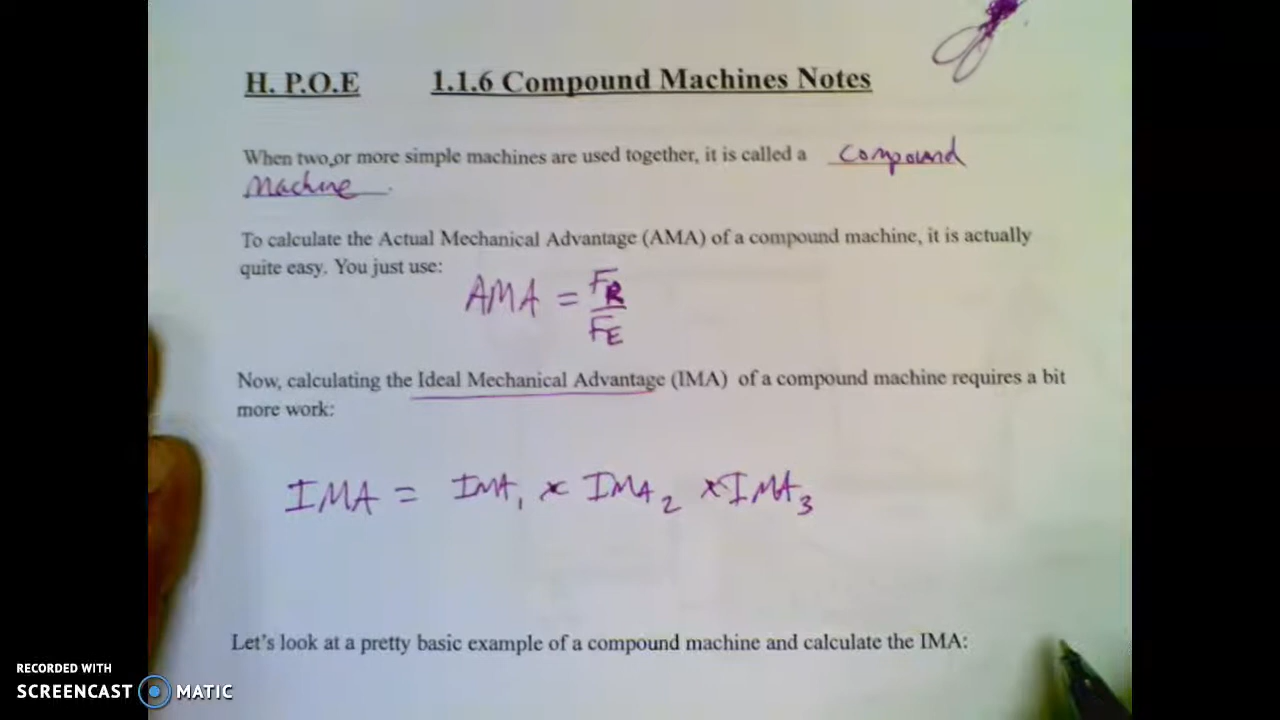 H. P.O.E 1.1.6 Compound Machines Notes
When two,or more simple machines are used together, it is called a Compound
Machine.
To calculate the Actual Mechanical Advantage (AMA) of a compound machine, it is actually
quite easy. You just use:
AMA = FR
FE
Now, calculating the Ideal Mechanical Advantage (IMA) of a compound machine requires a bit
more work:
IMA = IMA1 x IMA2 x IMA3
Let's look at a pretty basic example of a compound machine and calculate the IMA:
RECORDED WITH
SCREENCAST MATIC